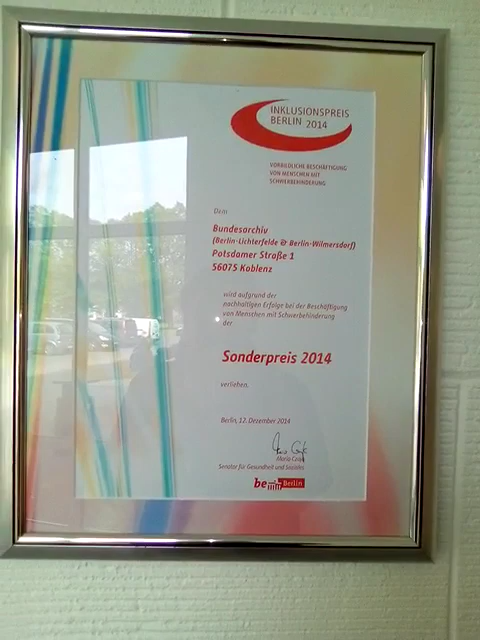 INKLUSIONSPREIS
BERLIN 2014
VORBILDLICHE BESCHÄFTIGUNG
VON MENSCHEN MIT
SCHWERBEHINDERUNG
Dem
Bundesarchiv
(Berlin-Lichterfelde & Berlin-Wilmersdorf)
Potsdamer Straße 1
56075 Koblenz
wird aufgrund der
nachhaltigen Erfolge bei der Beschäftigung
von Menschen mit Schwerbehinderung
der
Sonderpreis 2014
verliehen.
Berlin, 12. Dezember 2014
Mario Czaja
Senator für Gesundheit und Soziales
be Berlin